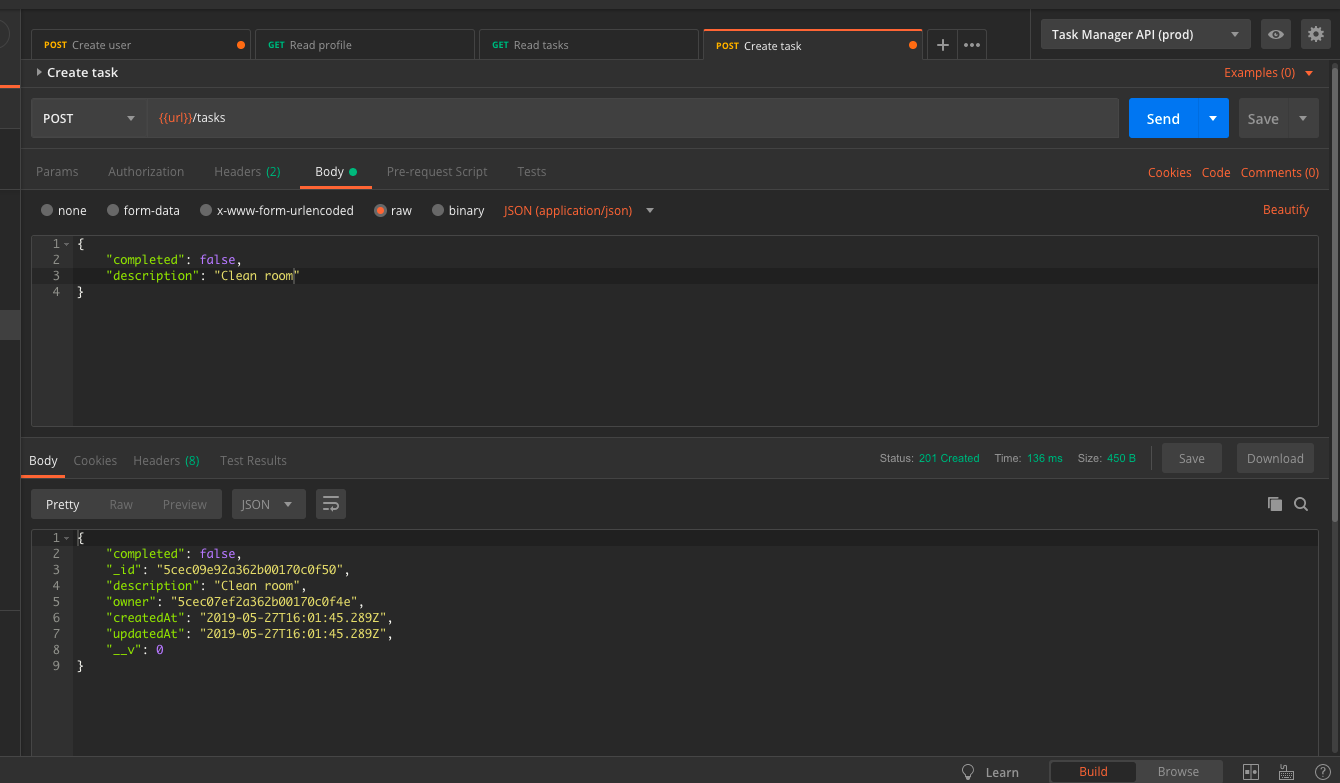 POST Create user
GET Read profile
GET Read tasks
POST Create task
Task Manager API (prod)
Create task
Examples (0)
POST
{{url}}/tasks
Send
Save
Params
Authorization
Headers (2)
Body
Pre-request Script
Tests
Cookies
Code
Comments (0)
none
form-data
x-www-form-urlencoded
raw
binary
JSON (application/json)
Beautify
1 {
2 "completed": false,
3 "description": "Clean room"
4 }
Body
Cookies
Headers (8)
Test Results
Status: 201 Created
Time: 136 ms
Size: 450 B
Save
Download
Pretty
Raw
Preview
JSON
1 {
2 "completed": false,
3 "_id": "5cec09e92a362b00170c0f50",
4 "description": "Clean room",
5 "owner": "5cec07ef2a362b00170c0f4e",
6 "createdAt": "2019-05-27T16:01:45.289Z",
7 "updatedAt": "2019-05-27T16:01:45.289Z",
8 "__v": 0
9 }
Learn
Build
Browse